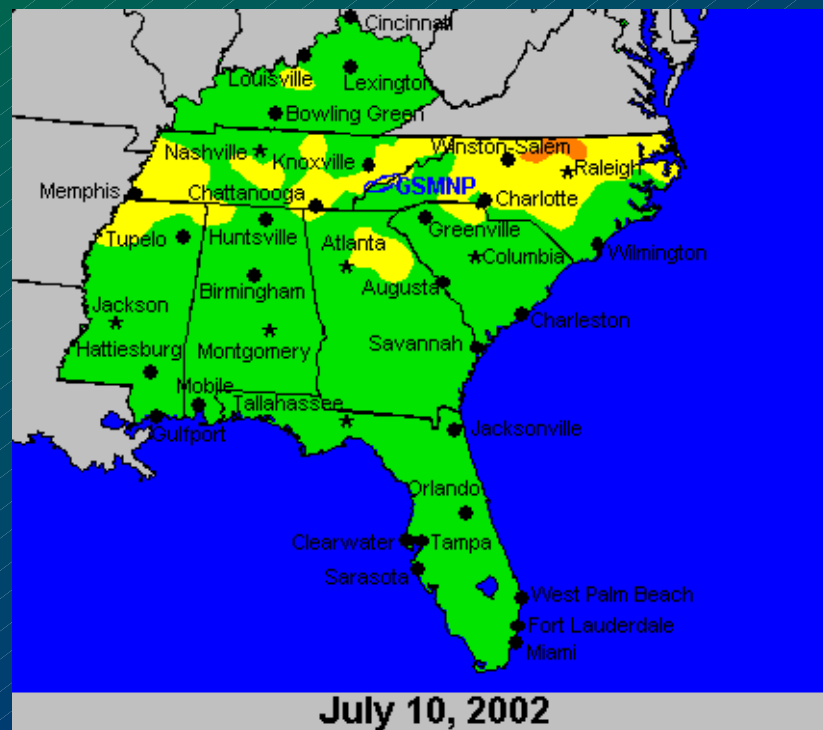 Cincinnati
Louisville
Lexington
Bowling Green
Nashville
Knoxville
Winston-Salem
Raleigh
Memphis
Chattanooga
GSMNP
Charlotte
Tupelo
Huntsville
Atlanta
Greenville
Columbia
Wilmington
Birmingham
Augusta
Jackson
Charleston
Hattiesburg
Montgomery
Savannah
Mobile
Tallahassee
Gulfport
Jacksonville
Orlando
Clearwater
Tampa
Sarasota
West Palm Beach
Fort Lauderdale
Miami
July 10, 2002